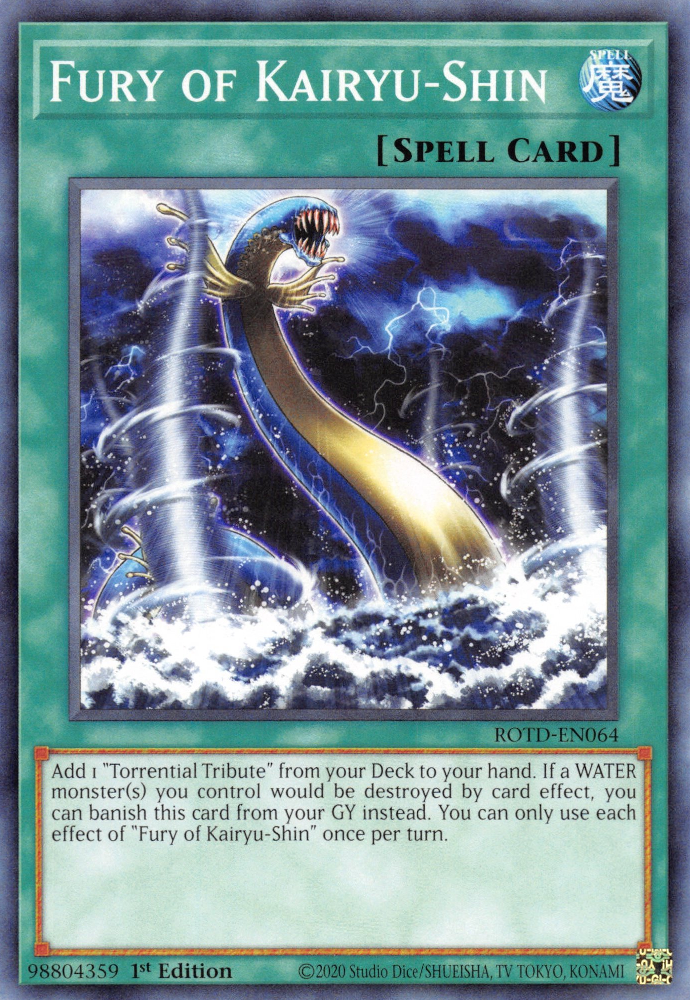 FURY OF KAIRYU-SHIN
SPELL
魔
[SPELL CARD]
ROTD-EN064
Add 1 "Torrential Tribute" from your Deck to your hand. If a WATER
monster(s) you control would be destroyed by card effect, you
can banish this card from your GY instead. You can only use each
effect of "Fury of Kairyu-Shin" once per turn.
98804359 1st Edition ©2020 Studio Dice/SHUEISHA, TV TOKYO, KONAMI